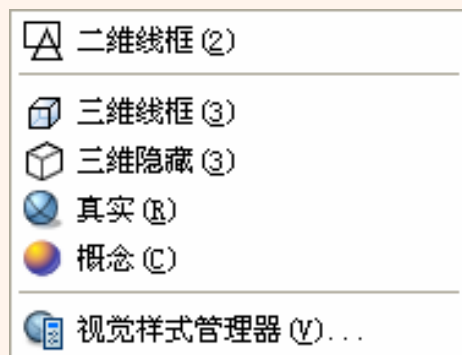 二维线框(2)
三维线框(3)
三维隐藏(3)
真实(R)
概念(C)
视觉样式管理器(V)...